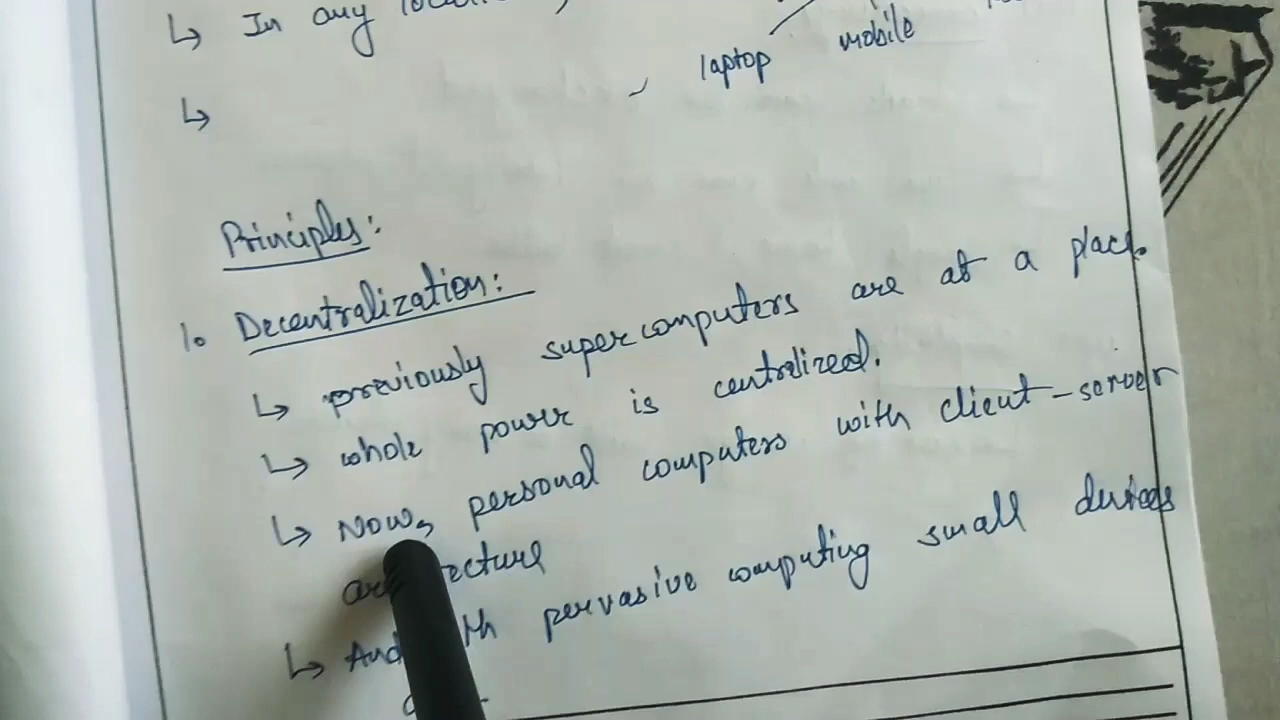 ↳ In any
laptop mobile
↳
Principles:
1. Decentralization:
↳ previously supercomputers are at a place.
↳ whole power is centralized.
↳ Now, personal computers with client-server
↳ And pervasive computing small devices